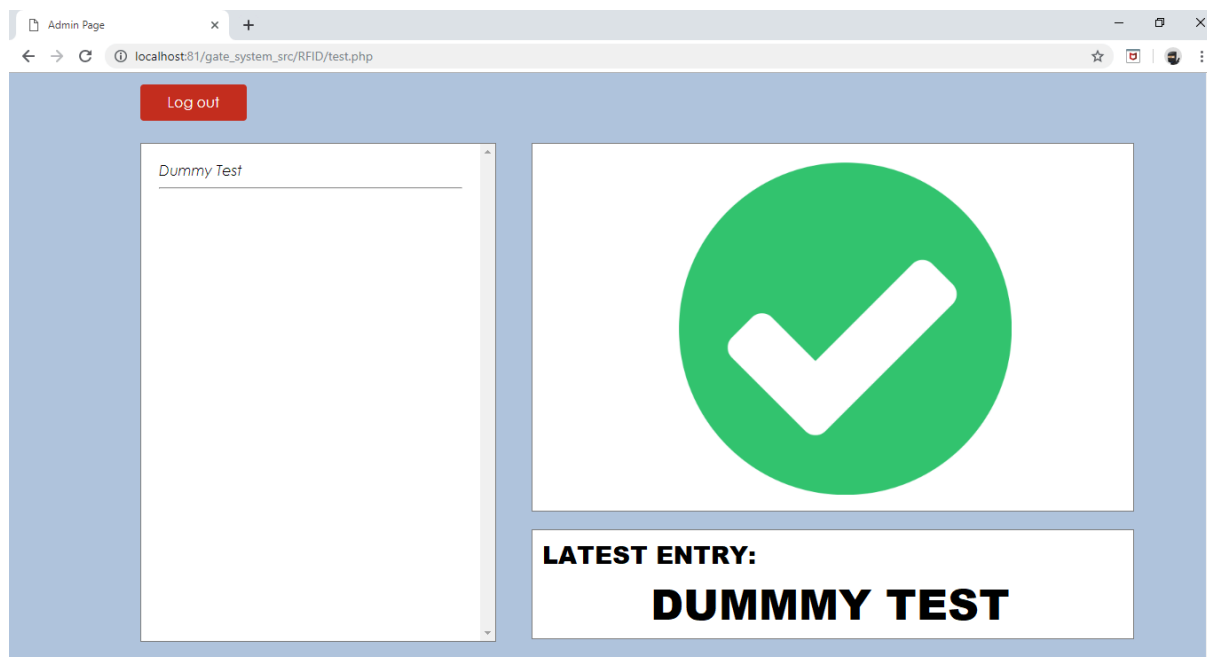 Admin Page
localhost:81/gate_system_src/RFID/test.php
Log out
Dummy Test
LATEST ENTRY:
DUMMMY TEST